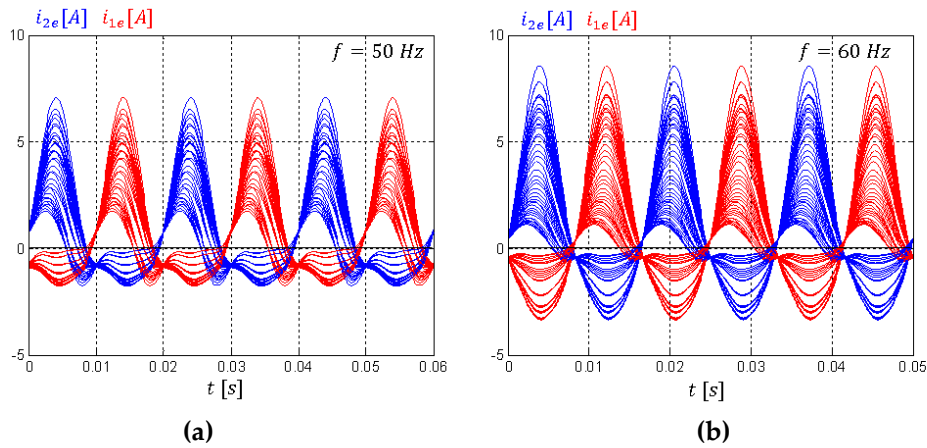 i2e[A] i1e[A]
f = 50 Hz
10
5
0
-5
0 0.01 0.02 0.03 0.04 0.05 0.06
t [s]
(a)
i2e[A] i1e[A]
f = 60 Hz
10
5
0
-5
0 0.01 0.02 0.03 0.04 0.05
t [s]
(b)